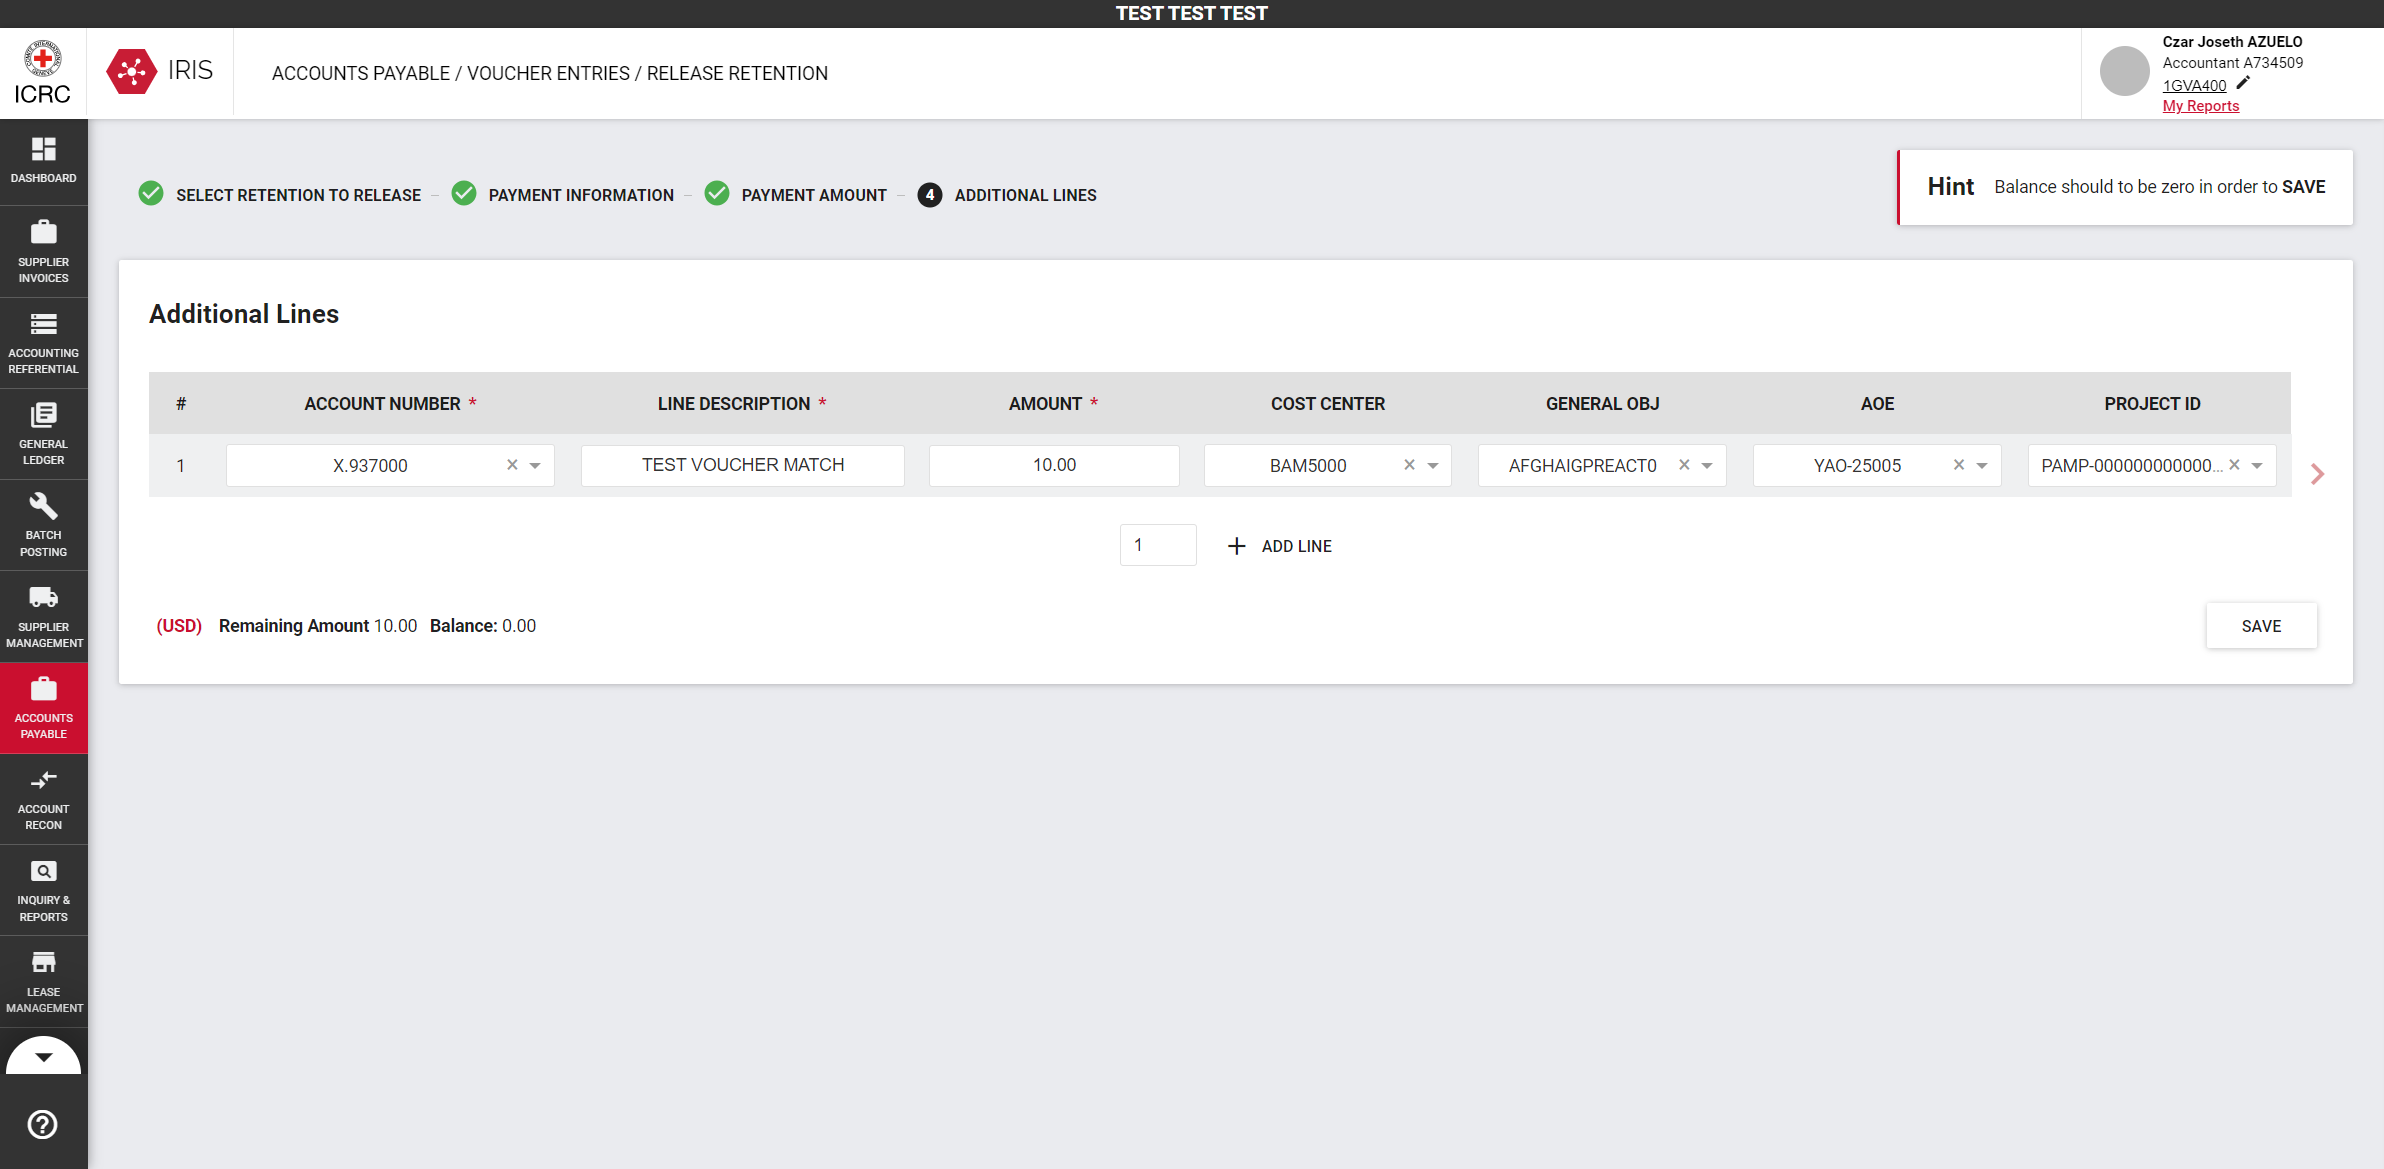 TEST TEST TEST
ICRC
IRIS
ACCOUNTS PAYABLE / VOUCHER ENTRIES / RELEASE RETENTION
Czar Joseth AZUELO
Accountant A734509
1GVA400
My Reports
DASHBOARD
SUPPLIER
INVOICES
ACCOUNTING
REFERENTIAL
GENERAL
LEDGER
BATCH
POSTING
SUPPLIER
MANAGEMENT
ACCOUNTS
PAYABLE
ACCOUNT
RECON
INQUIRY &
REPORTS
LEASE
MANAGEMENT
SELECT RETENTION TO RELEASE – PAYMENT INFORMATION – PAYMENT AMOUNT – 4 ADDITIONAL LINES
Hint Balance should to be zero in order to SAVE
Additional Lines
# ACCOUNT NUMBER * LINE DESCRIPTION * AMOUNT * COST CENTER GENERAL OBJ AOE PROJECT ID
1 X.937000 TEST VOUCHER MATCH 10.00 BAM5000 AFGHAIGPREACT0 YAO-25005 PAMP-000000000000...
1 + ADD LINE
(USD) Remaining Amount 10.00 Balance: 0.00
SAVE